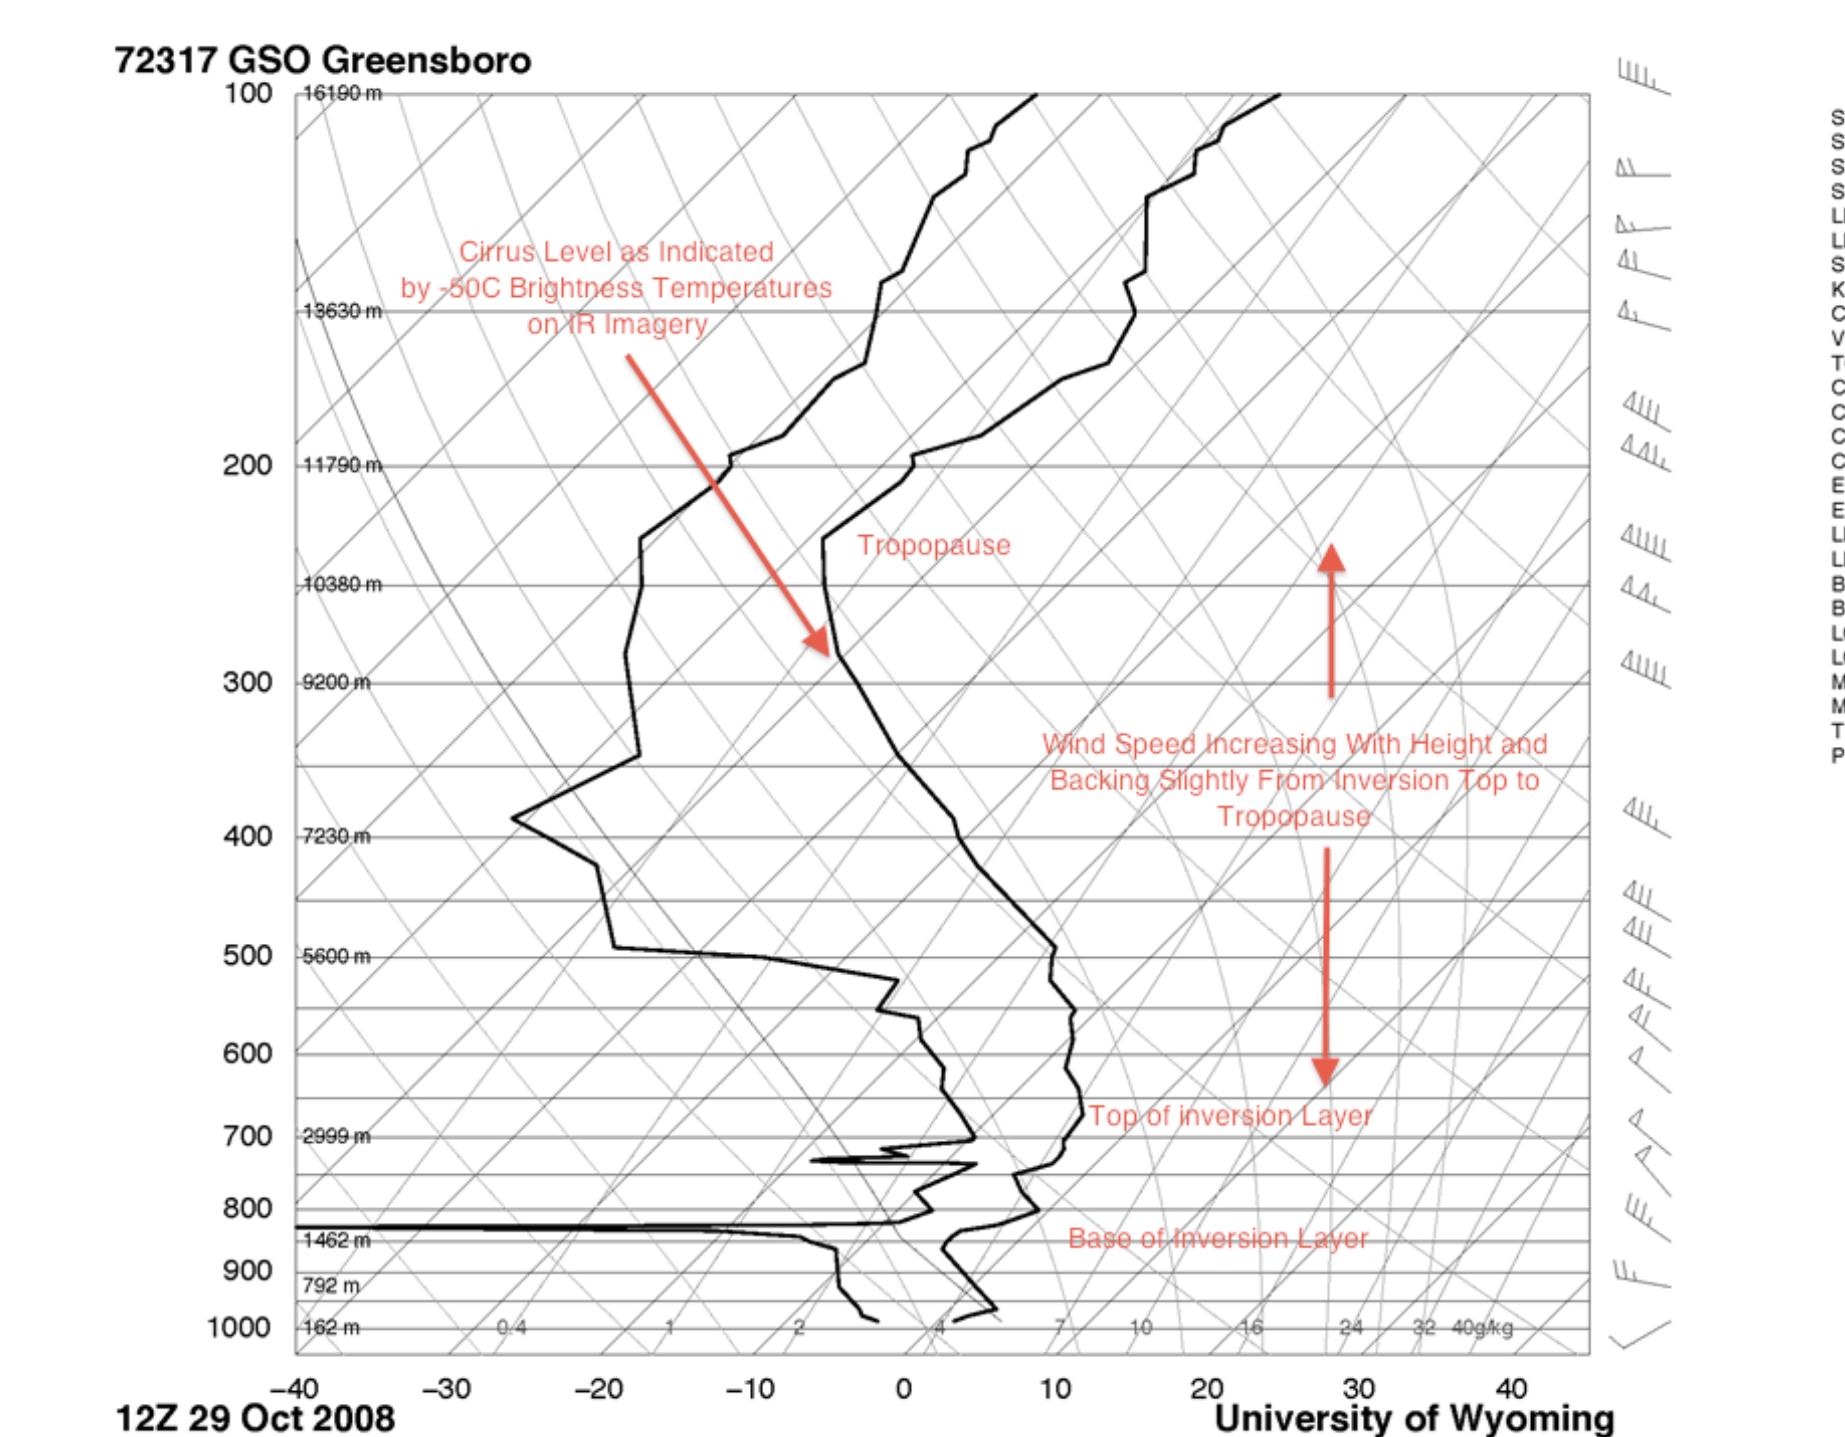 72317 GSO Greensboro
100
16190 m
Cirrus Level as Indicated
by -50C Brightness Temperatures
on IR Imagery
13630 m
200
11790 m
Tropopause
10380 m
300
9200 m
Wind Speed Increasing With Height and
Backing Slightly From Inversion Top to
Tropopause
400
7230 m
500
5600 m
600
Top of inversion Layer
700
2999 m
800
Base of Inversion Layer
1462 m
900
792 m
1000
162 m
0.4 1 2 4 7 10 16 24 32 40g/kg
−40 −30 −20 −10 0 10 20 30 40
12Z 29 Oct 2008
University of Wyoming
S
S
S
S
LI
LI
S
K
C
V
T
C
C
C
C
E
E
LI
LI
B
B
L
L
M
M
T
P